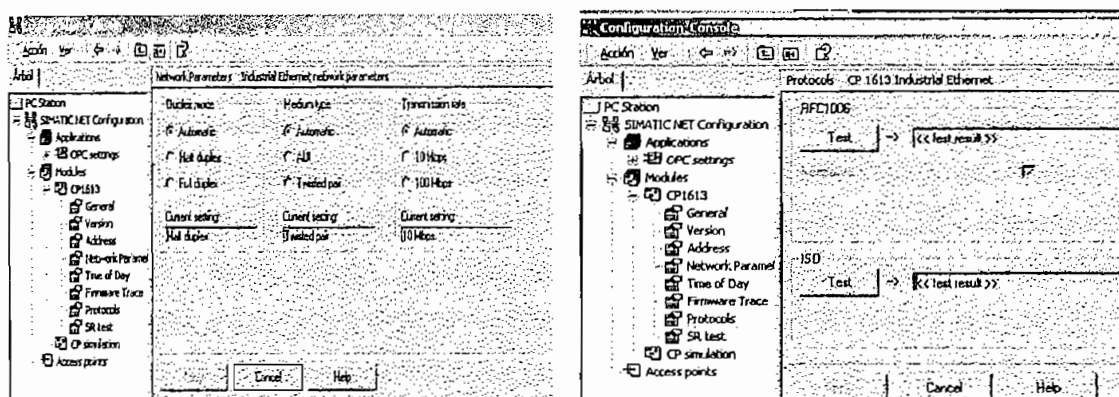 Acción Ver
Árbol
Network Parameters Industrial Ethernet network parameters
PC Station
SIMATIC NET Configuration
Applications
OPC settings
Modules
CP1613
General
Version
Address
Network Paramet
Time of Day
Firmware Trace
Protocols
SR test
CP simulation
Access points
Duplex mode
Automatic
Half duplex
Full duplex
Current setting:
Half duplex
Medium type
Automatic
AUI
Twisted pair
Current setting:
Twisted pair
Transmission rate
Automatic
10 Mbps
100 Mbps
Current setting:
10 Mbps
Cancel Help
Configuration Console
Acción Ver
Árbol
Protocols CP 1613 Industrial Ethernet
PC Station
SIMATIC NET Configuration
Applications
OPC settings
Modules
CP1613
General
Version
Address
Network Paramet
Time of Day
Firmware Trace
Protocols
SR test
CP simulation
Access points
RFC1006
Test << test result >>
ISO
Test << test result >>
Cancel Help